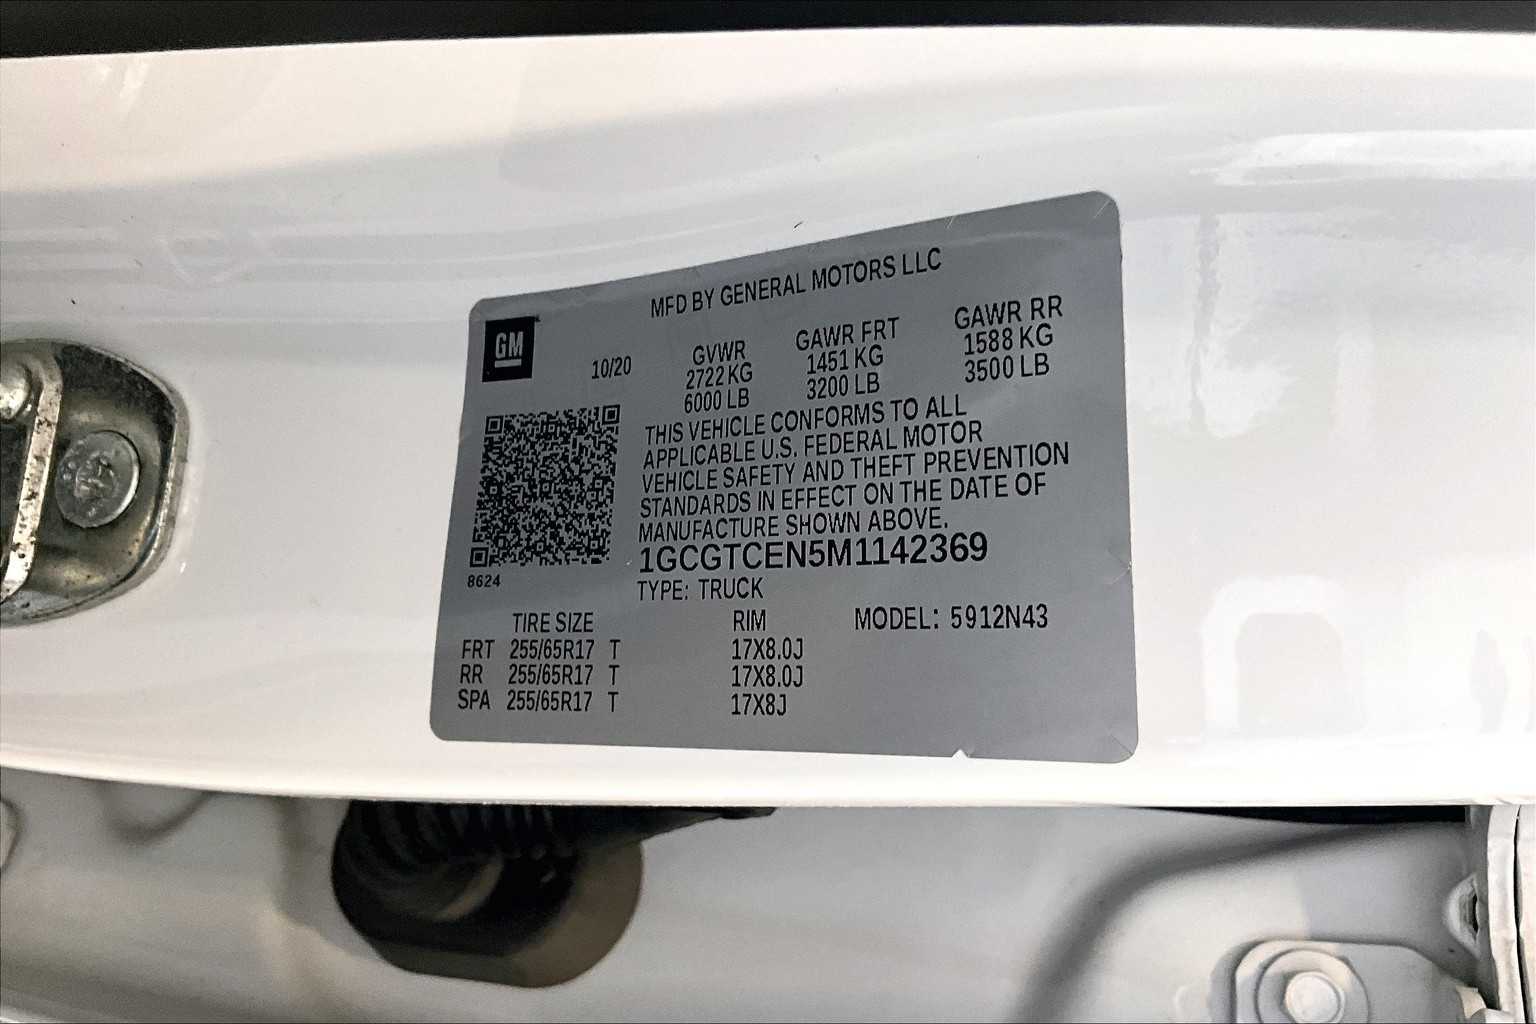 MFD BY GENERAL MOTORS LLC
GM
10/20
GVWR GAWR FRT GAWR RR
2722 KG 1451 KG 1588 KG
6000 LB 3200 LB 3500 LB
THIS VEHICLE CONFORMS TO ALL
APPLICABLE U.S. FEDERAL MOTOR
VEHICLE SAFETY AND THEFT PREVENTION
STANDARDS IN EFFECT ON THE DATE OF
MANUFACTURE SHOWN ABOVE.
1GCGTCEN5M1142369
8624
TYPE: TRUCK
TIRE SIZE RIM MODEL: 5912N43
FRT 255/65R17 T 17X8.0J
RR 255/65R17 T 17X8.0J
SPA 255/65R17 T 17X8J